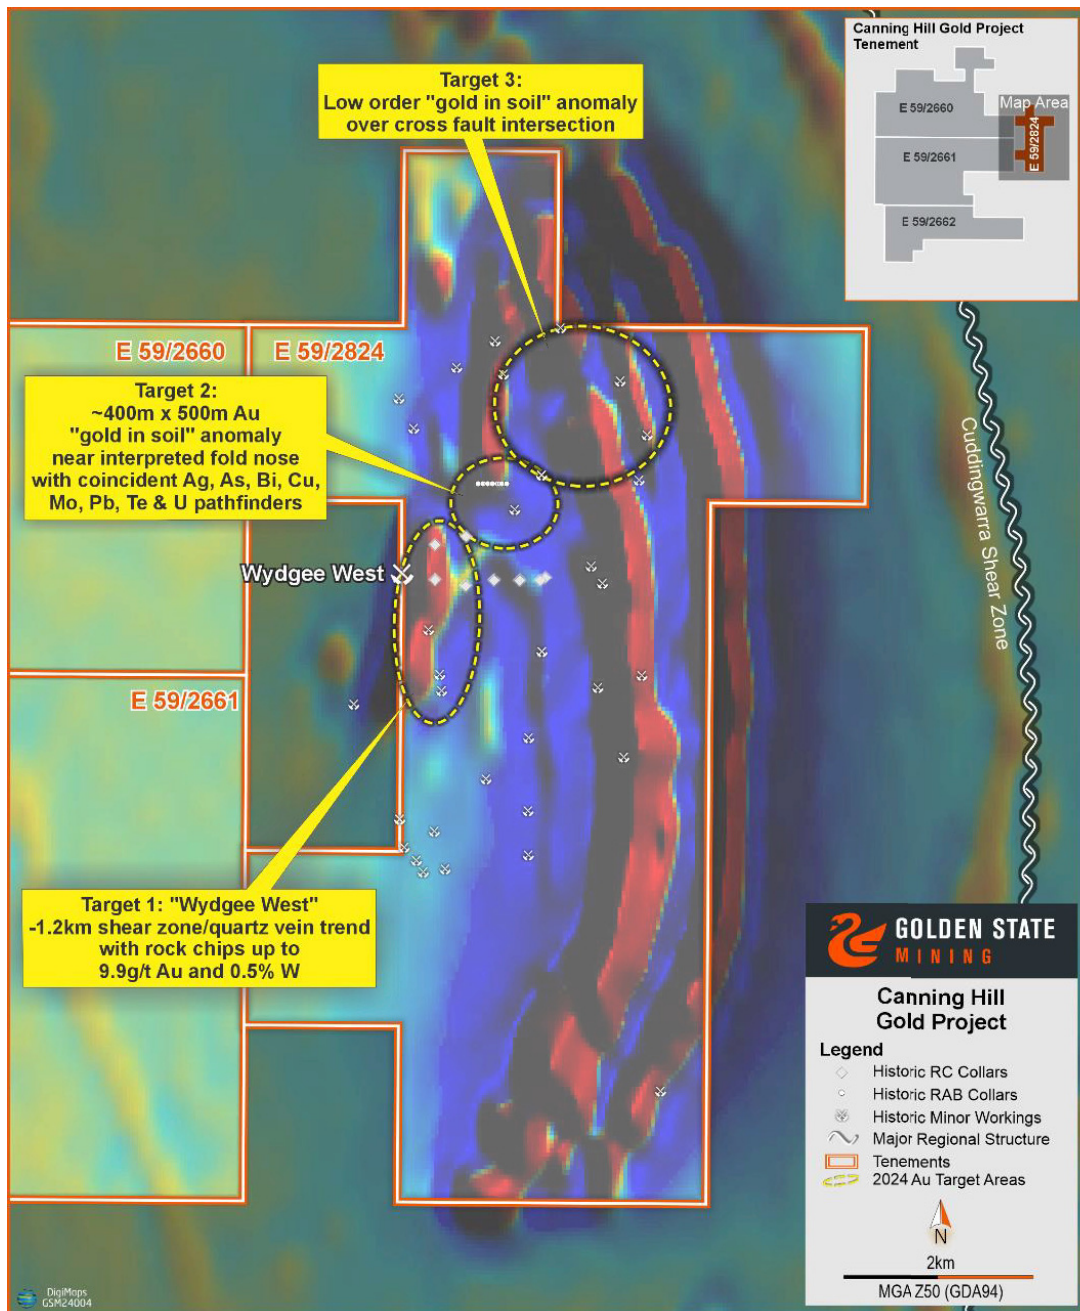 Canning Hill Gold Project
Tenement
E 59/2660
Map Area
E 59/2824
E 59/2661
E 59/2662
Target 3:
Low order "gold in soil" anomaly
over cross fault intersection
E 59/2660
E 59/2824
Target 2:
~400m x 500m Au
"gold in soil" anomaly
near interpreted fold nose
with coincident Ag, As, Bi, Cu,
Mo, Pb, Te & U pathfinders
Cuddingwarra Shear Zone
Wydgee West
E 59/2661
Target 1: "Wydgee West"
-1.2km shear zone/quartz vein trend
with rock chips up to
9.9g/t Au and 0.5% W
GOLDEN STATE
MINING
Canning Hill
Gold Project
Legend
Historic RC Collars
Historic RAB Collars
Historic Minor Workings
Major Regional Structure
Tenements
2024 Au Target Areas
N
2km
MGA Z50 (GDA94)
DigiMaps
GSM24004